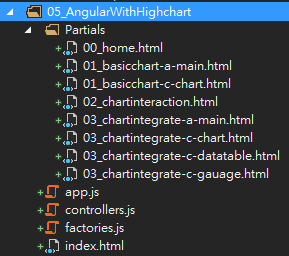 05_AngularWithHighchart
Partials
00_home.html
01_basicchart-a-main.html
01_basicchart-c-chart.html
02_chartinteraction.html
03_chartintegrate-a-main.html
03_chartintegrate-c-chart.html
03_chartintegrate-c-datatable.html
03_chartintegrate-c-gauage.html
app.js
controllers.js
factories.js
index.html